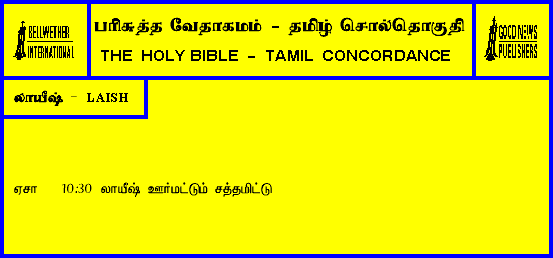 BELLWETHER
INTERNATIONAL
பரிசுத்த வேதாகமம் - தமிழ் சொல்தொகுதி
THE HOLY BIBLE - TAMIL CONCORDANCE
GOOD NEWS
PUBLISHERS
லாயீஷ் - LAISH
ஏசா 10:30 லாயீஷ் ஊர்மட்டும் சத்தமிட்டு